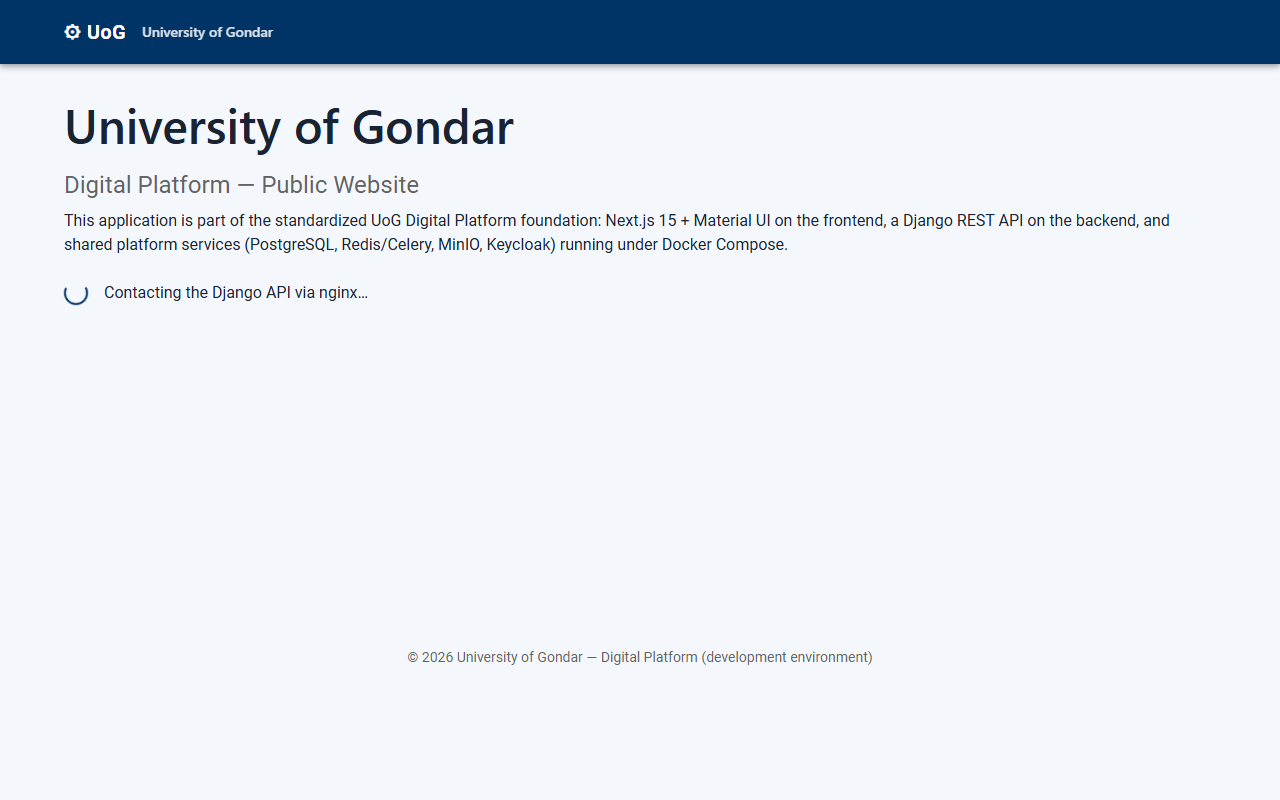 UoG University of Gondar
University of Gondar
Digital Platform — Public Website
This application is part of the standardized UoG Digital Platform foundation: Next.js 15 + Material UI on the frontend, a Django REST API on the backend, and
shared platform services (PostgreSQL, Redis/Celery, MinIO, Keycloak) running under Docker Compose.
Contacting the Django API via nginx…
© 2026 University of Gondar — Digital Platform (development environment)